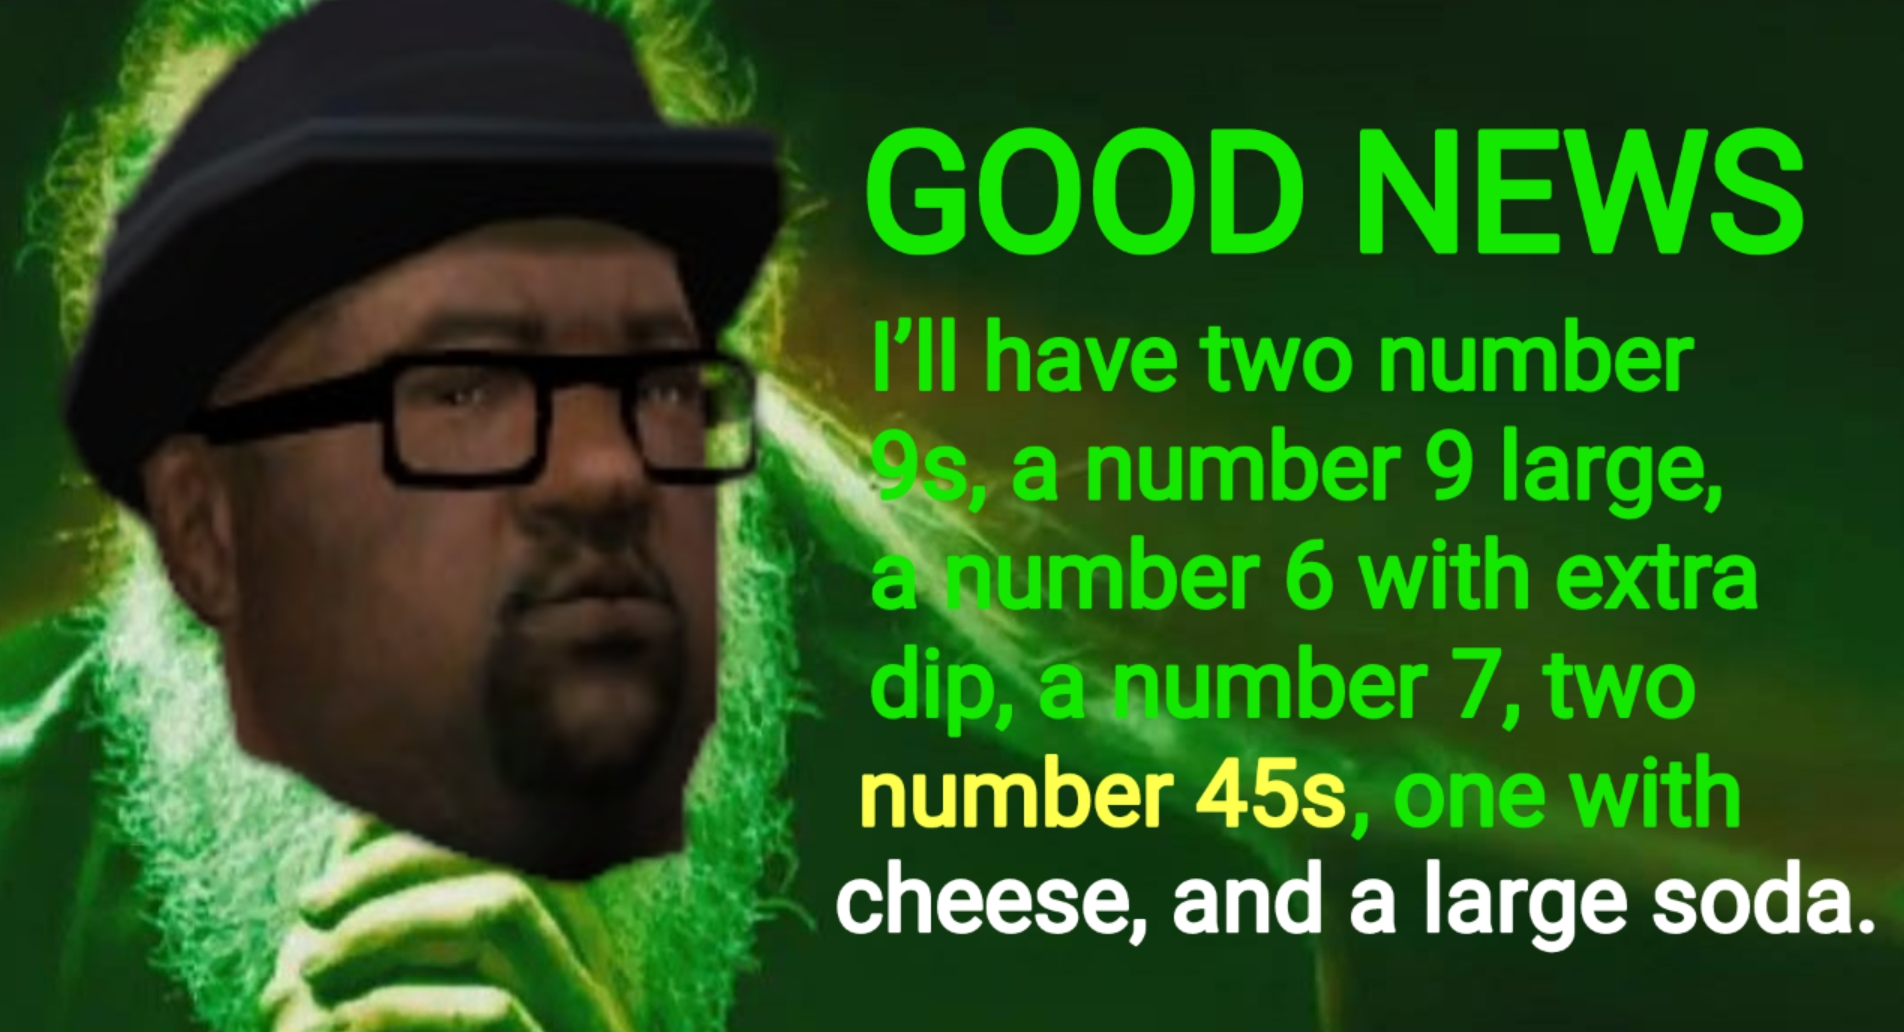 GOOD NEWS
I’ll have two number
9s, a number 9 large,
a number 6 with extra
dip, a number 7, two
number 45s, one with
cheese, and a large soda.